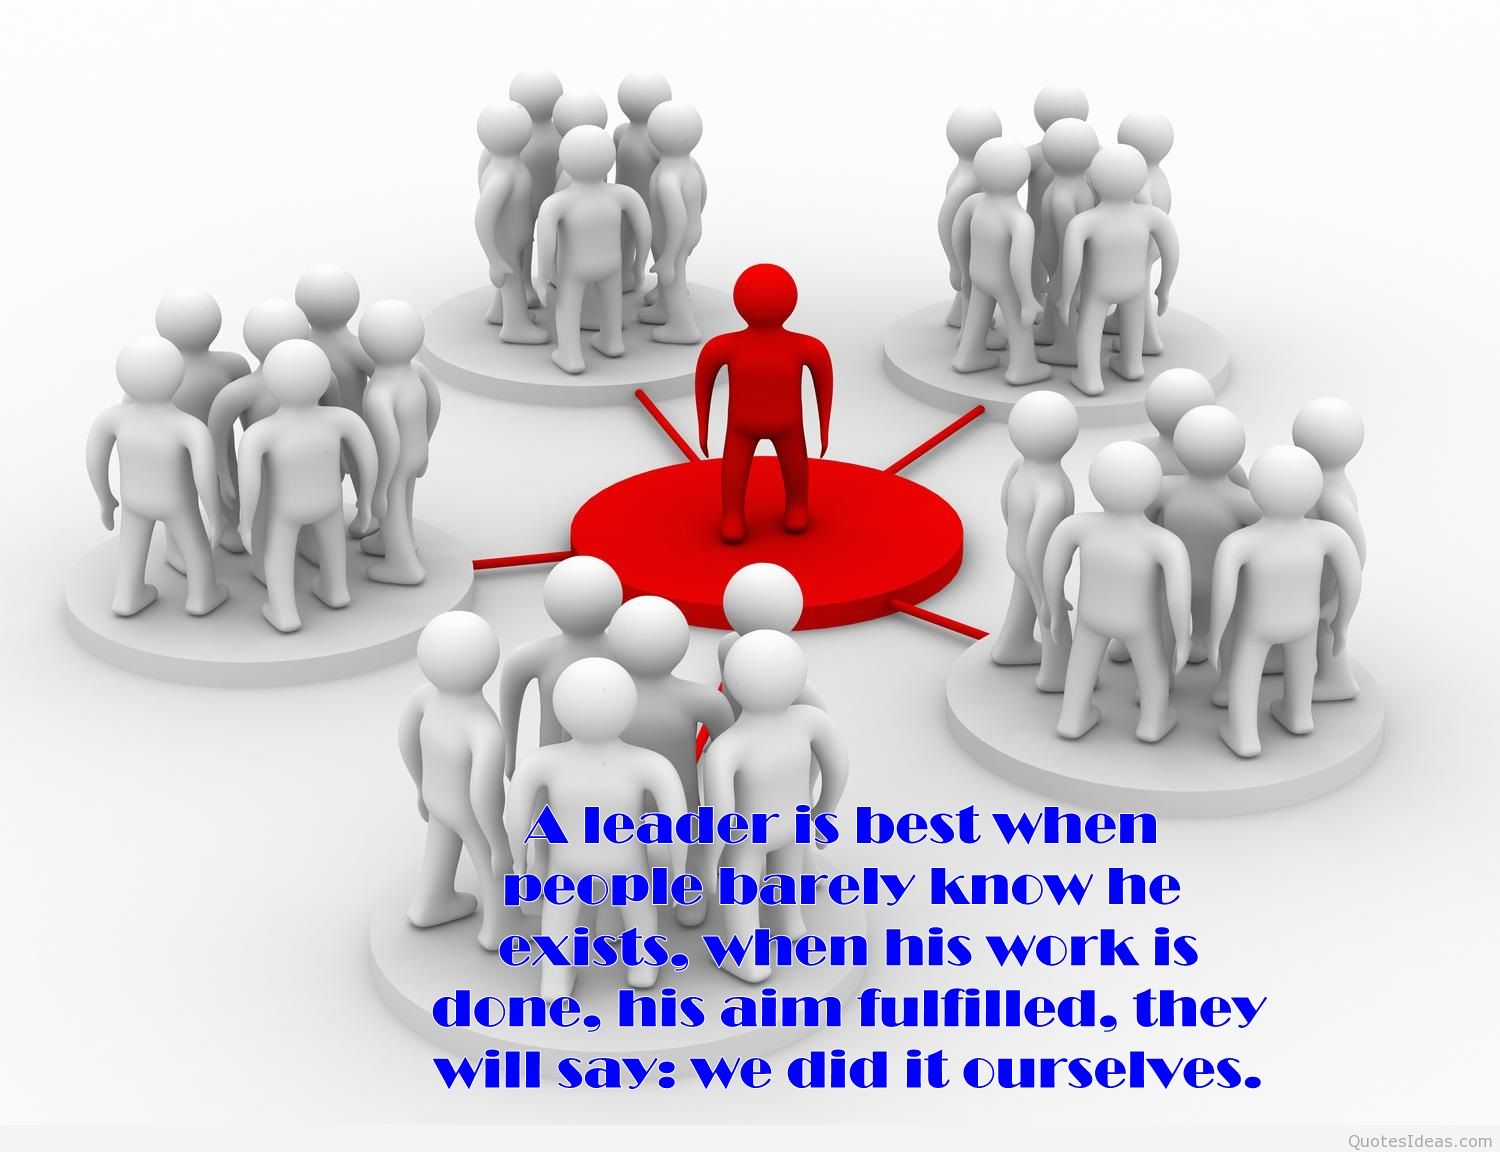 A leader is best when
people barely know he
exists, when his work is
done, his aim fulfilled, they
will say: we did it ourselves.
QuotesIdeas.com